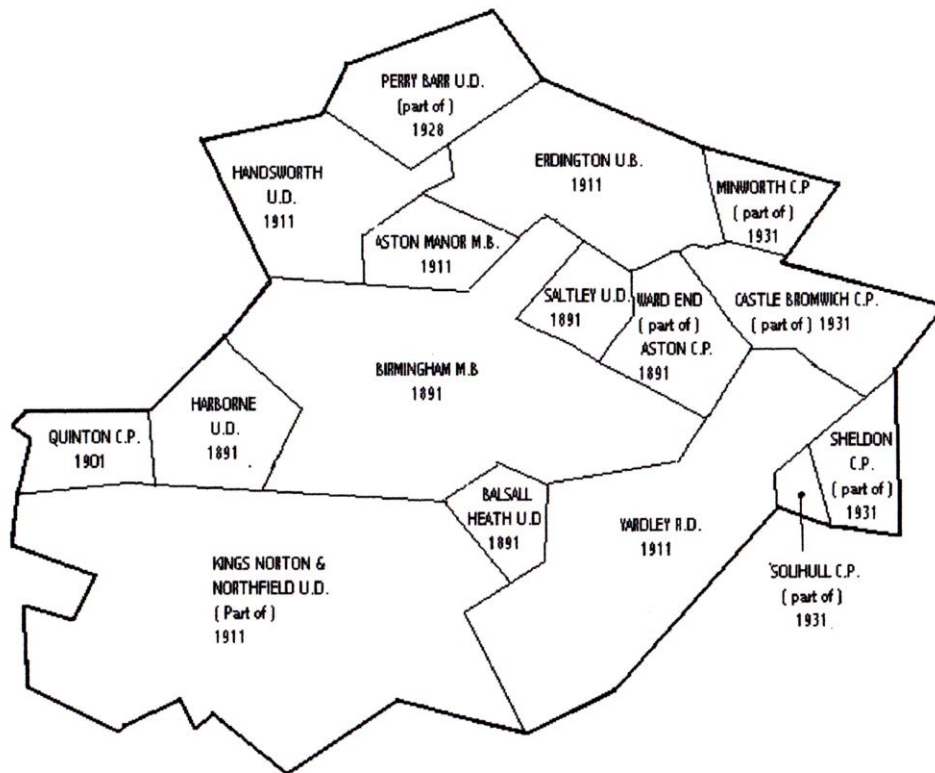 PERRY BARR U.D.
(part of )
1928
HANDSWORTH
U.D.
1911
ERDINGTON U.B.
1911
MINWORTH C.P
( part of )
1931
ASTON MANOR M.B.
1911
SALTLEY U.D.
1891
WARD END
(part of )
ASTON C.P.
1891
CASTLE BROMWICH C.P.
( part of ) 1931
BIRMINGHAM M.B
1891
HARBORNE
U.D.
1891
QUINTON C.P.
1901
SHELDON
C.P.
( part of )
1931
BALSALL
HEATH U.D
1891
YARDLEY R.D.
1911
KINGS NORTON &
NORTHFIELD U.D.
( Part of )
1911
SOLIHULL C.P.
( part of )
1931